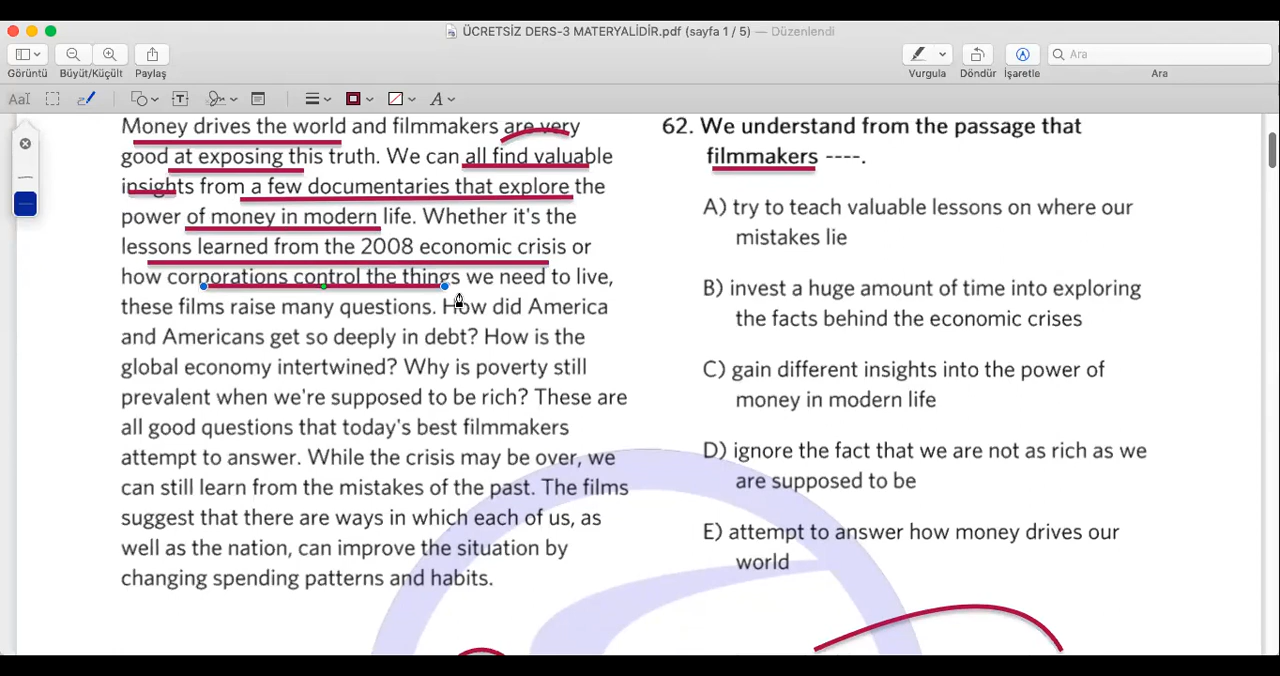 ÜCRETSİZ DERS-3 MATERYALİDİR.pdf (sayfa 1 / 5) — Düzenlendi
Ara
Görüntü
Büyüt/Küçült
Paylaş
Vurgula
Döndür
İşaretle
Ara
AaI
T
A
Money drives the world and filmmakers are very
good at exposing this truth. We can all find valuable
insights from a few documentaries that explore the
power of money in modern life. Whether it's the
lessons learned from the 2008 economic crisis or
how corporations control the things we need to live,
these films raise many questions. How did America
and Americans get so deeply in debt? How is the
global economy intertwined? Why is poverty still
prevalent when we're supposed to be rich? These are
all good questions that today's best filmmakers
attempt to answer. While the crisis may be over, we
can still learn from the mistakes of the past. The films
suggest that there are ways in which each of us, as
well as the nation, can improve the situation by
changing spending patterns and habits.
62. We understand from the passage that
filmmakers ----.
A) try to teach valuable lessons on where our
mistakes lie
B) invest a huge amount of time into exploring
the facts behind the economic crises
C) gain different insights into the power of
money in modern life
D) ignore the fact that we are not as rich as we
are supposed to be
E) attempt to answer how money drives our
world